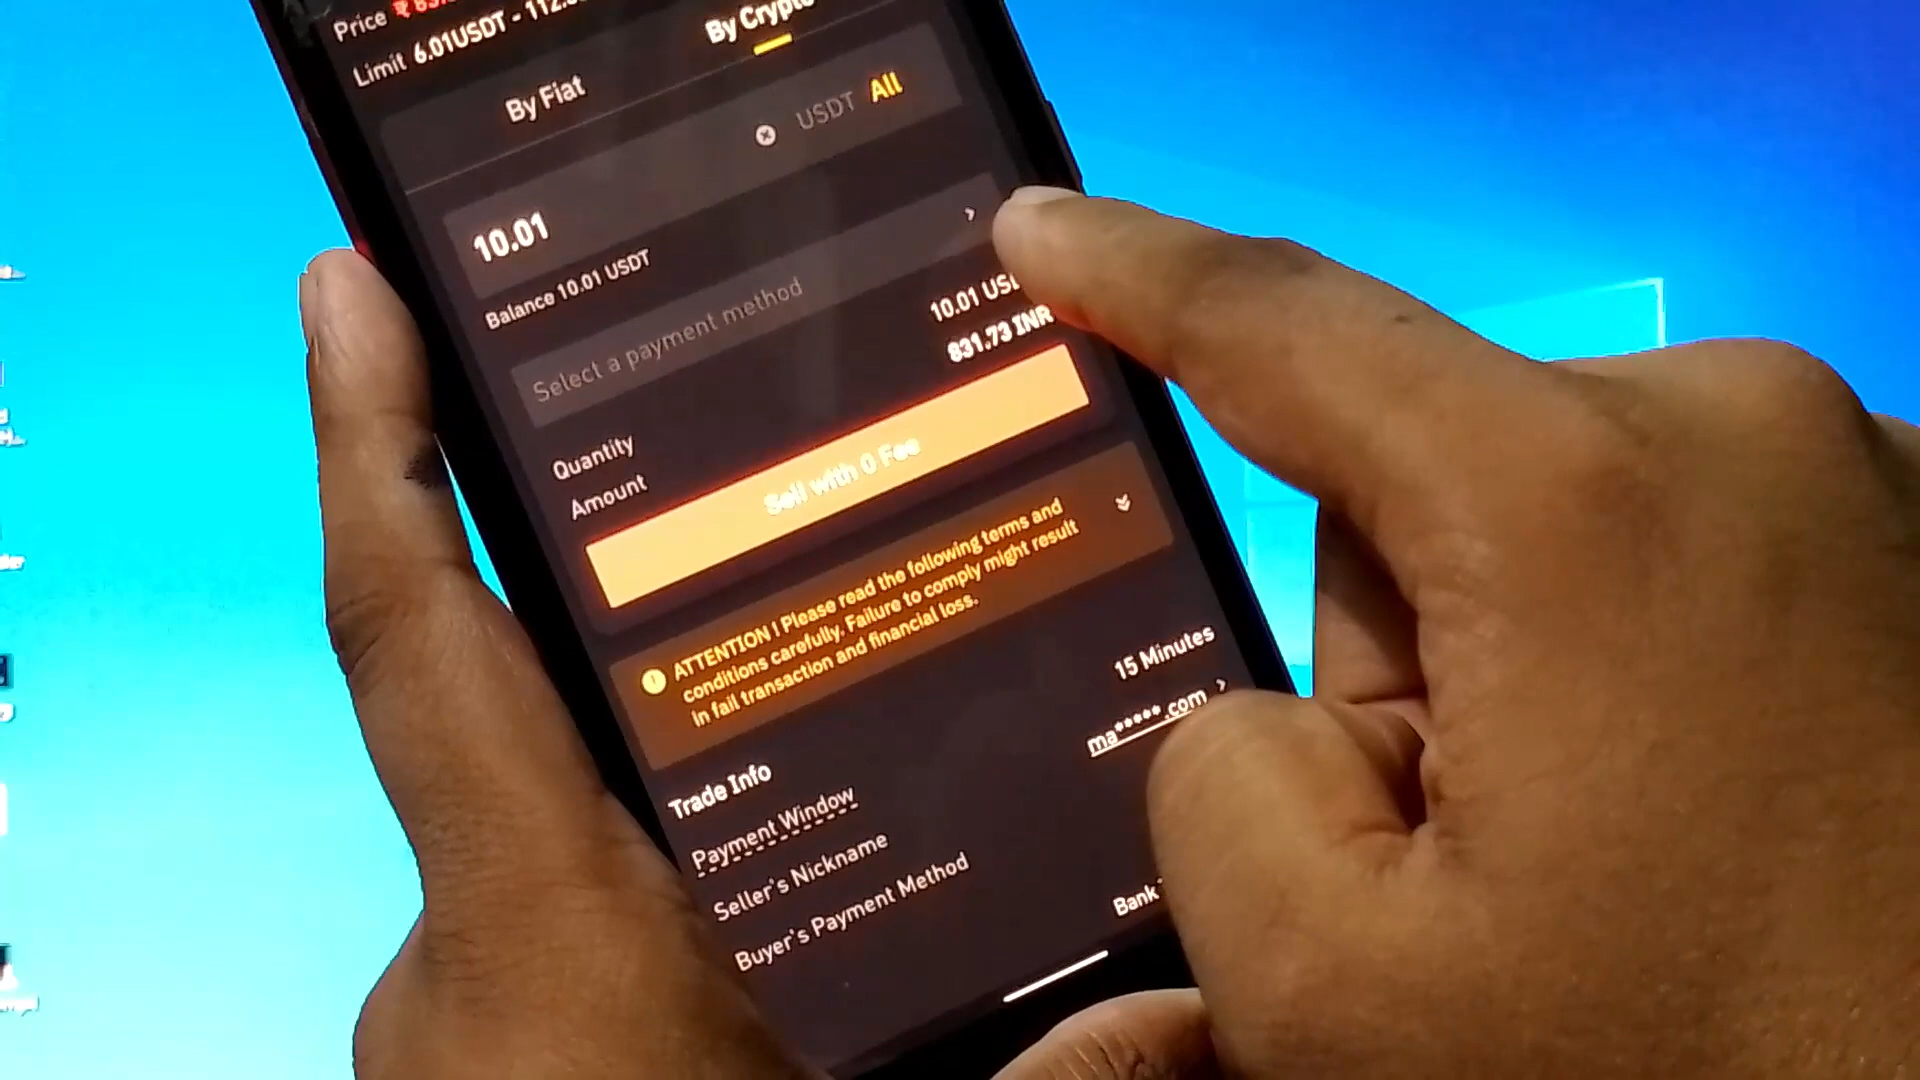 Price ₹ 83.
Limit 6.01USDT - 112.
By Fiat
By Crypto
10.01
USDT All
Balance 10.01 USDT
Select a payment method
Quantity
10.01
Amount
831.73 INR
Sell with 0 Fee
ATTENTION ! Please read the following terms and
conditions carefully, Failure to comply might result
in fail transaction and financial loss.
Trade Info
Payment Window
15 Minutes
Seller's Nickname
ma*****.com
Buyer's Payment Method
Bank